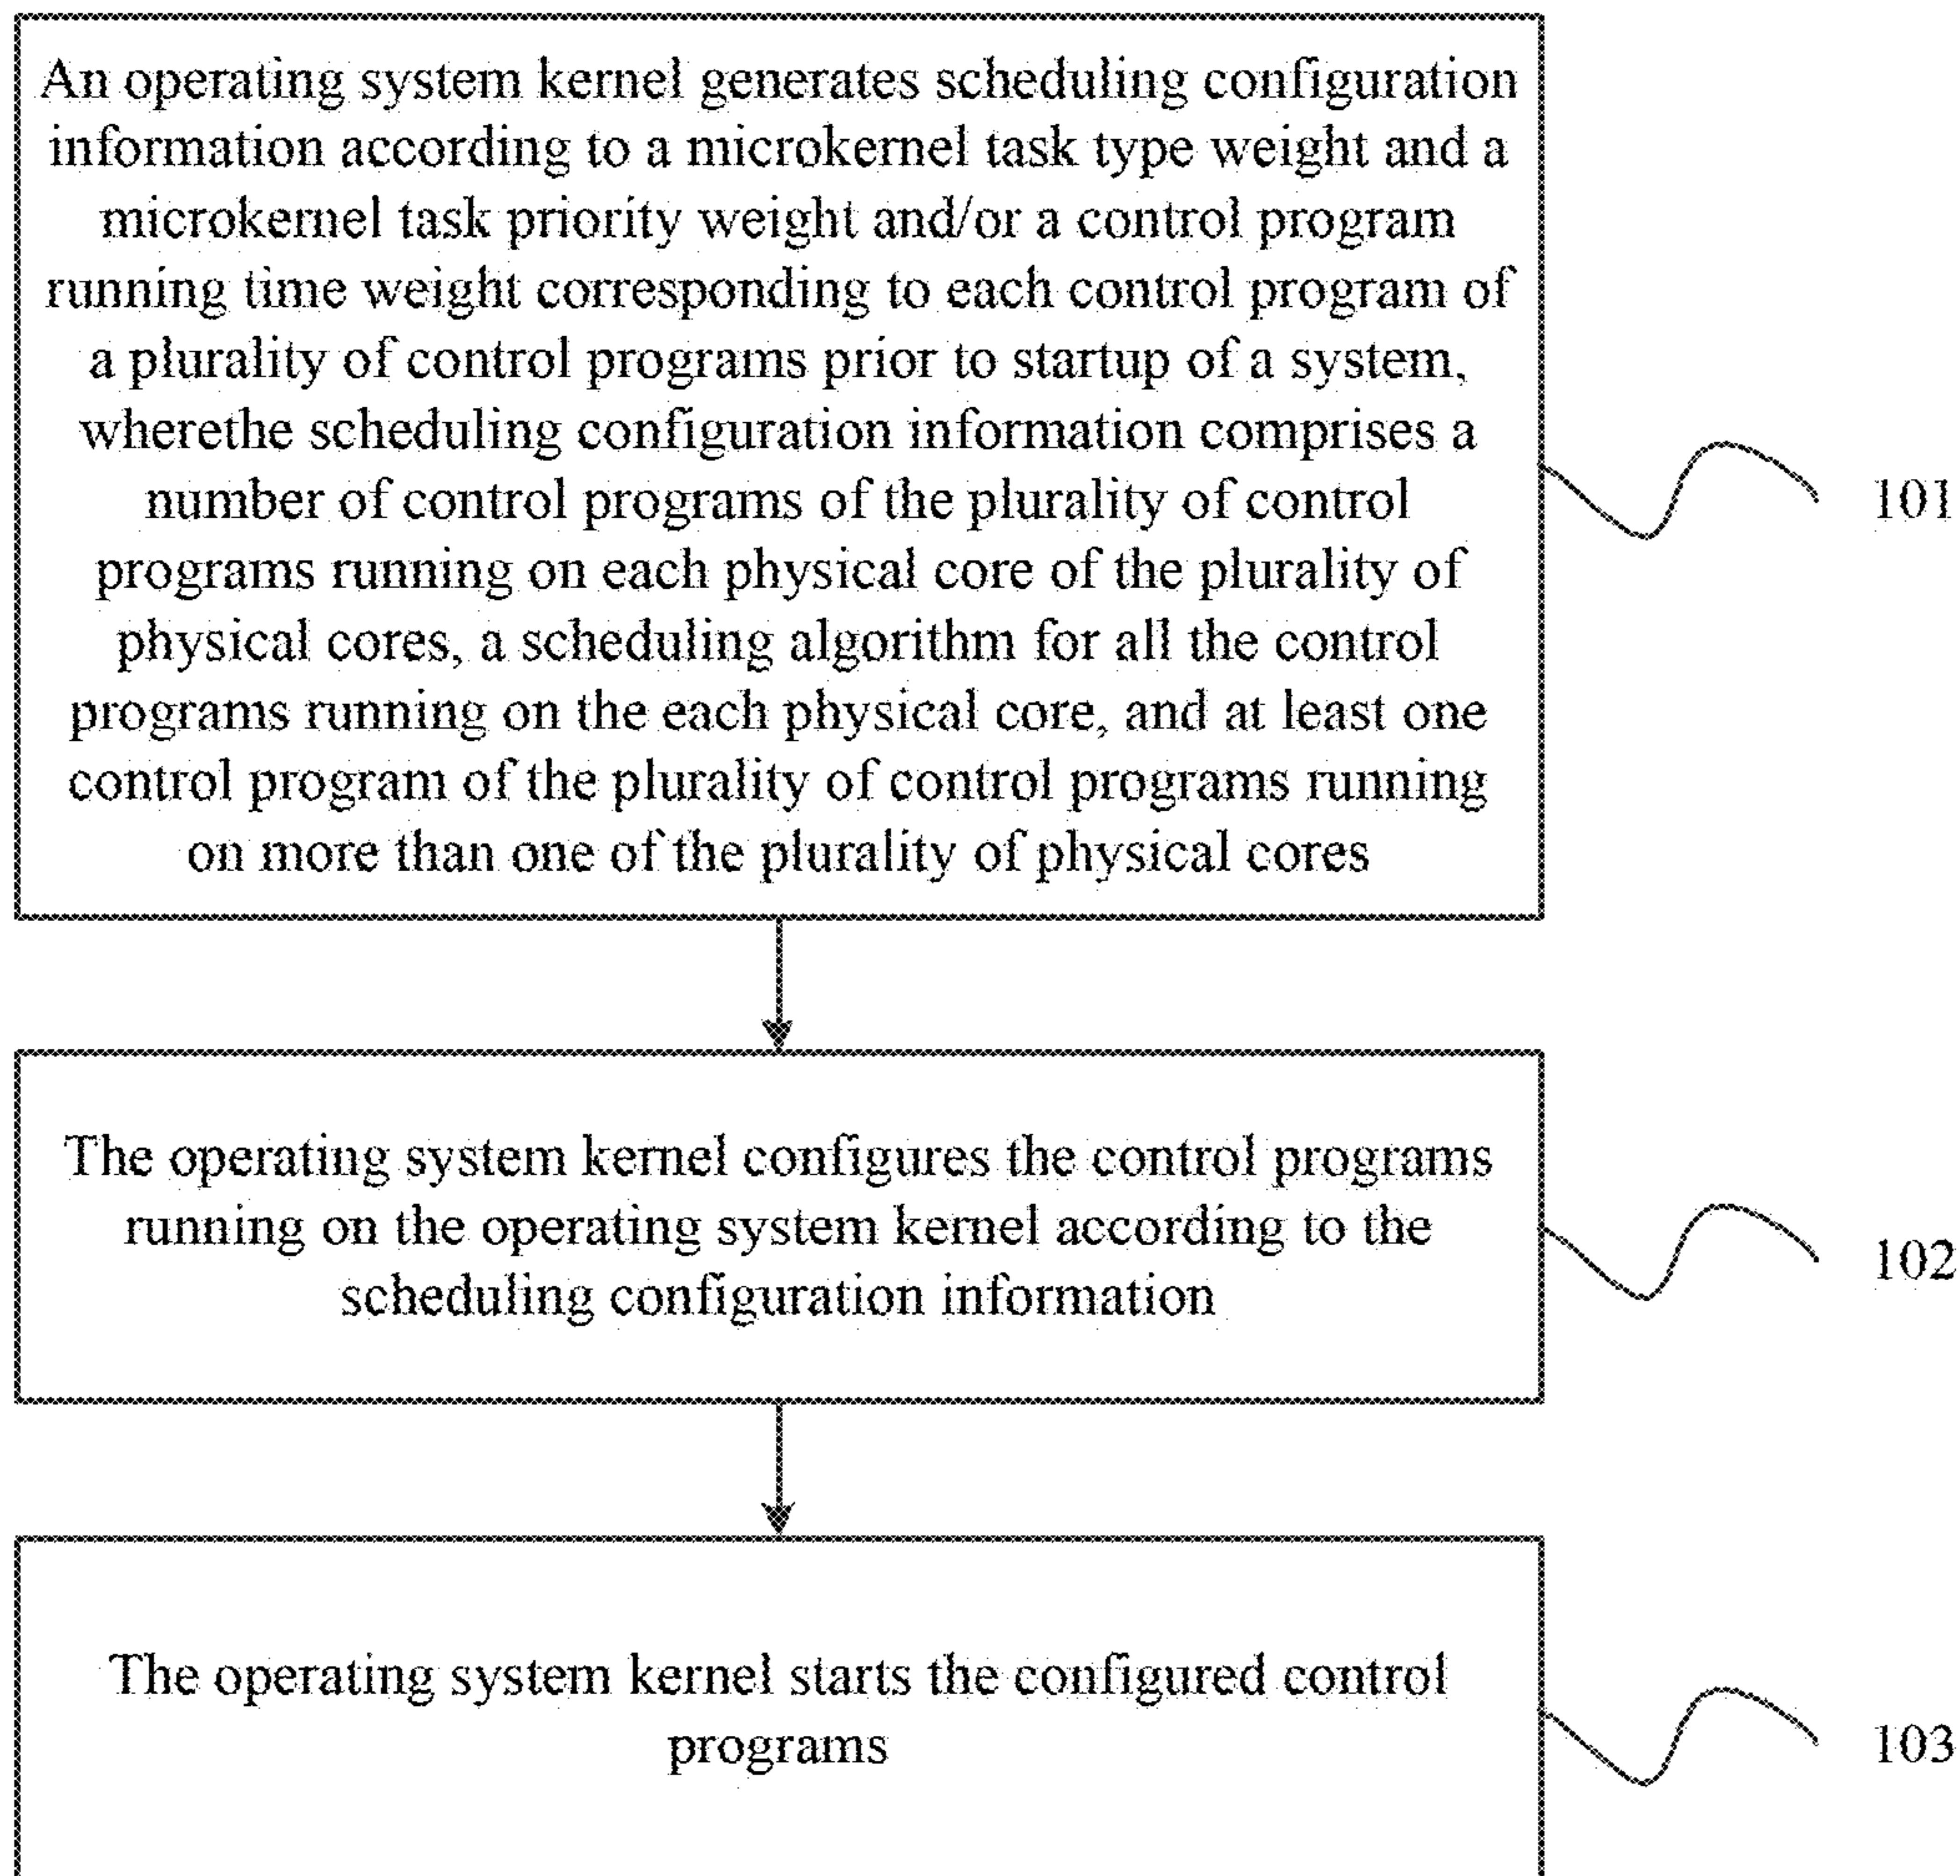 An operating system kernel generates scheduling configuration
information according to a microkernel task type weight and a
microkernel task priority weight and/or a control program
running time weight corresponding to each control program of
a plurality of control programs prior to startup of a system,
wherethe scheduling configuration information comprises a
number of control programs of the plurality of control
programs running on each physical core of the plurality of
physical cores, a scheduling algorithm for all the control
programs running on the each physical core, and at least one
control program of the plurality of control programs running
on more than one of the plurality of physical cores
101
The operating system kernel configures the control programs
running on the operating system kernel according to the
scheduling configuration information
102
The operating system kernel starts the configured control
programs
103